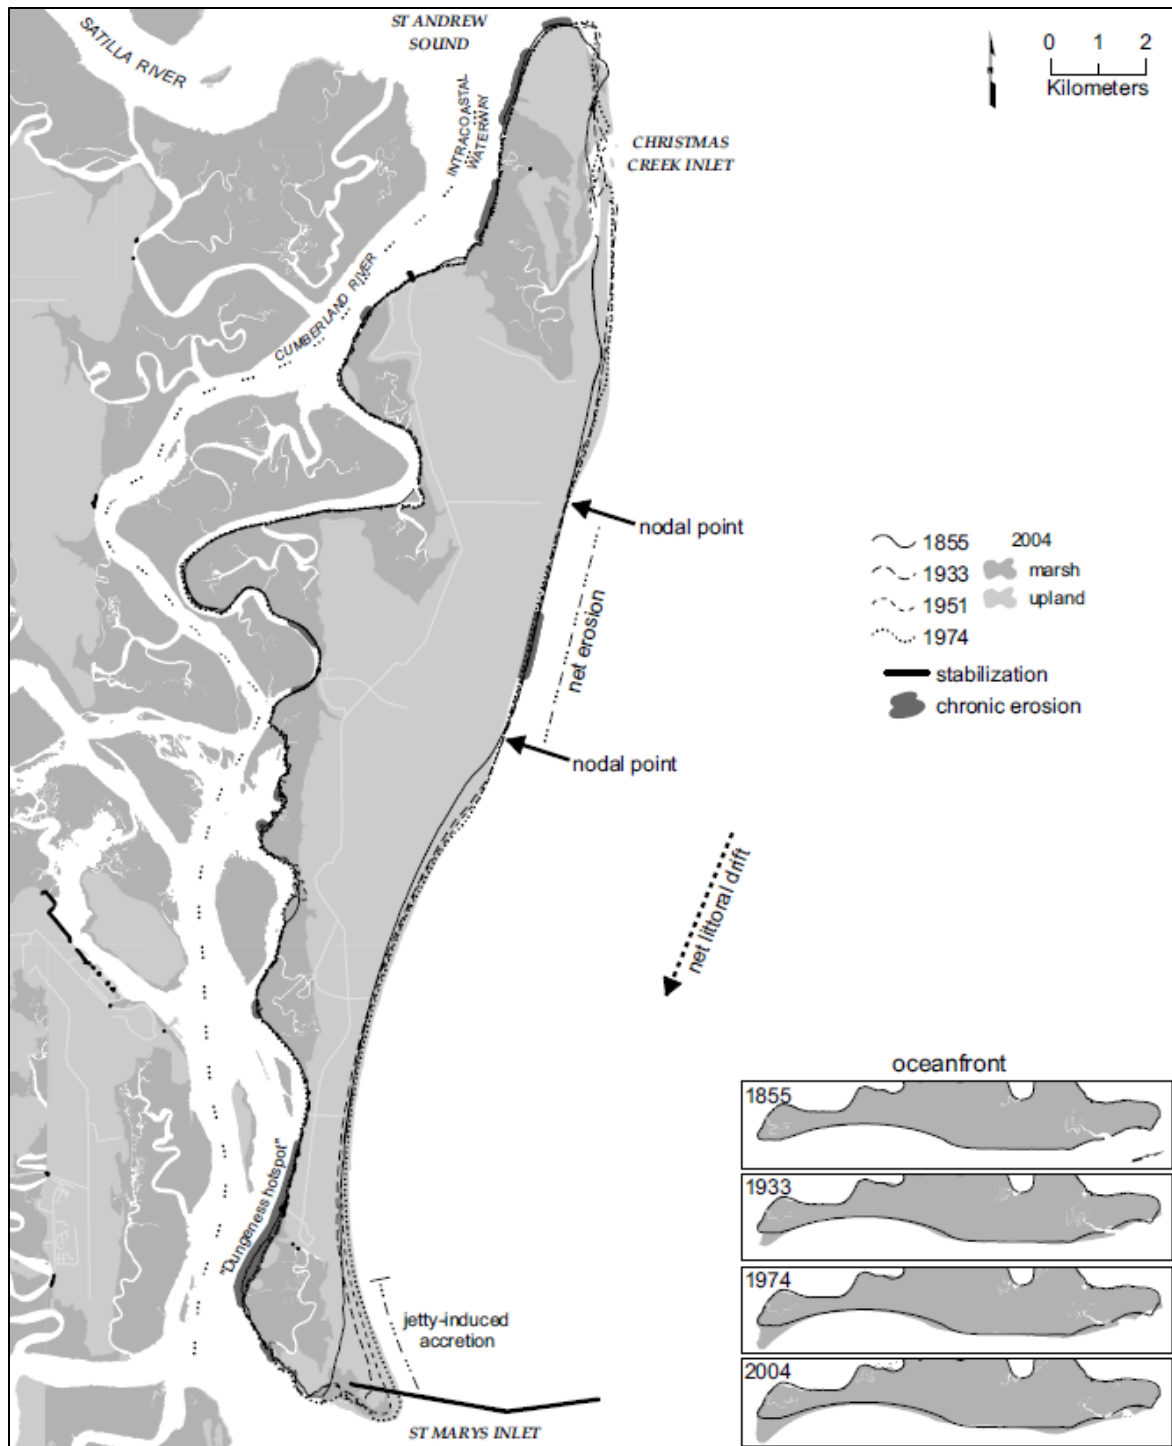 ST ANDREW
SOUND
SATILLA RIVER
INTRACOASTAL
WATERWAY
0 1 2
Kilometers
CHRISTMAS
CREEK INLET
CUMBERLAND RIVER
nodal point
net erosion
nodal point
1855
1933
1951
1974
2004
marsh
upland
stabilization
chronic erosion
net littoral drift
"Dungeness hotspot"
jetty-induced
accretion
ST MARYS INLET
oceanfront
1855
1933
1974
2004